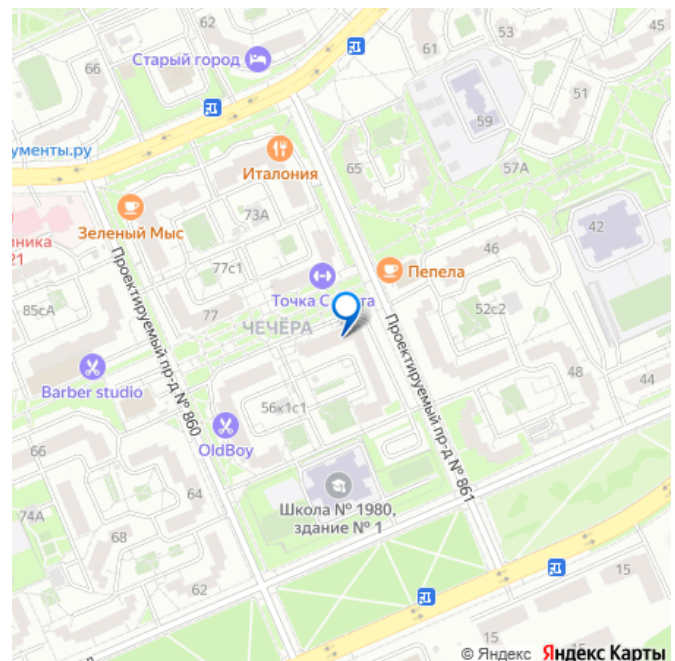 62
53
45
Старый город
61
66
51
59
ументы.ру
Италония
65
57А
73А
Зеленый Мыс
42
иника
21
77с1
46
Пепела
Точка С
та
52с2
85сА
77
ЧЕЧЁРА
Проектируемый пр-д № 860
Проектируемый пр-д № 861
48
44
Barber studio
56к1с1
OldBoy
66
64
Школа № 1980,
здание № 1
74А
68
62
15
15
15
© Яндекс Яндекс Карты